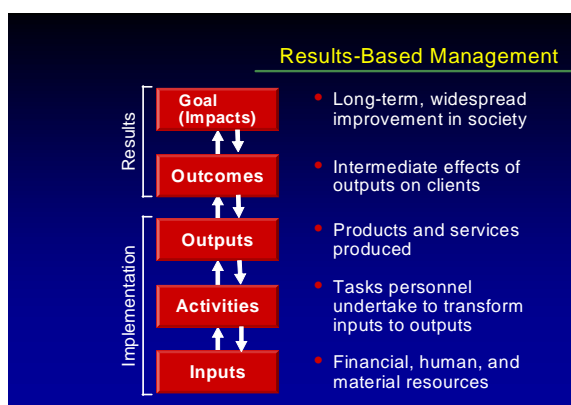 Results-Based Management
Results
Goal
(Impacts)
Long-term, widespread
improvement in society
Outcomes
Intermediate effects of
outputs on clients
Implementation
Outputs
Products and services
produced
Activities
Tasks personnel
undertake to transform
inputs to outputs
Inputs
Financial, human, and
material resources